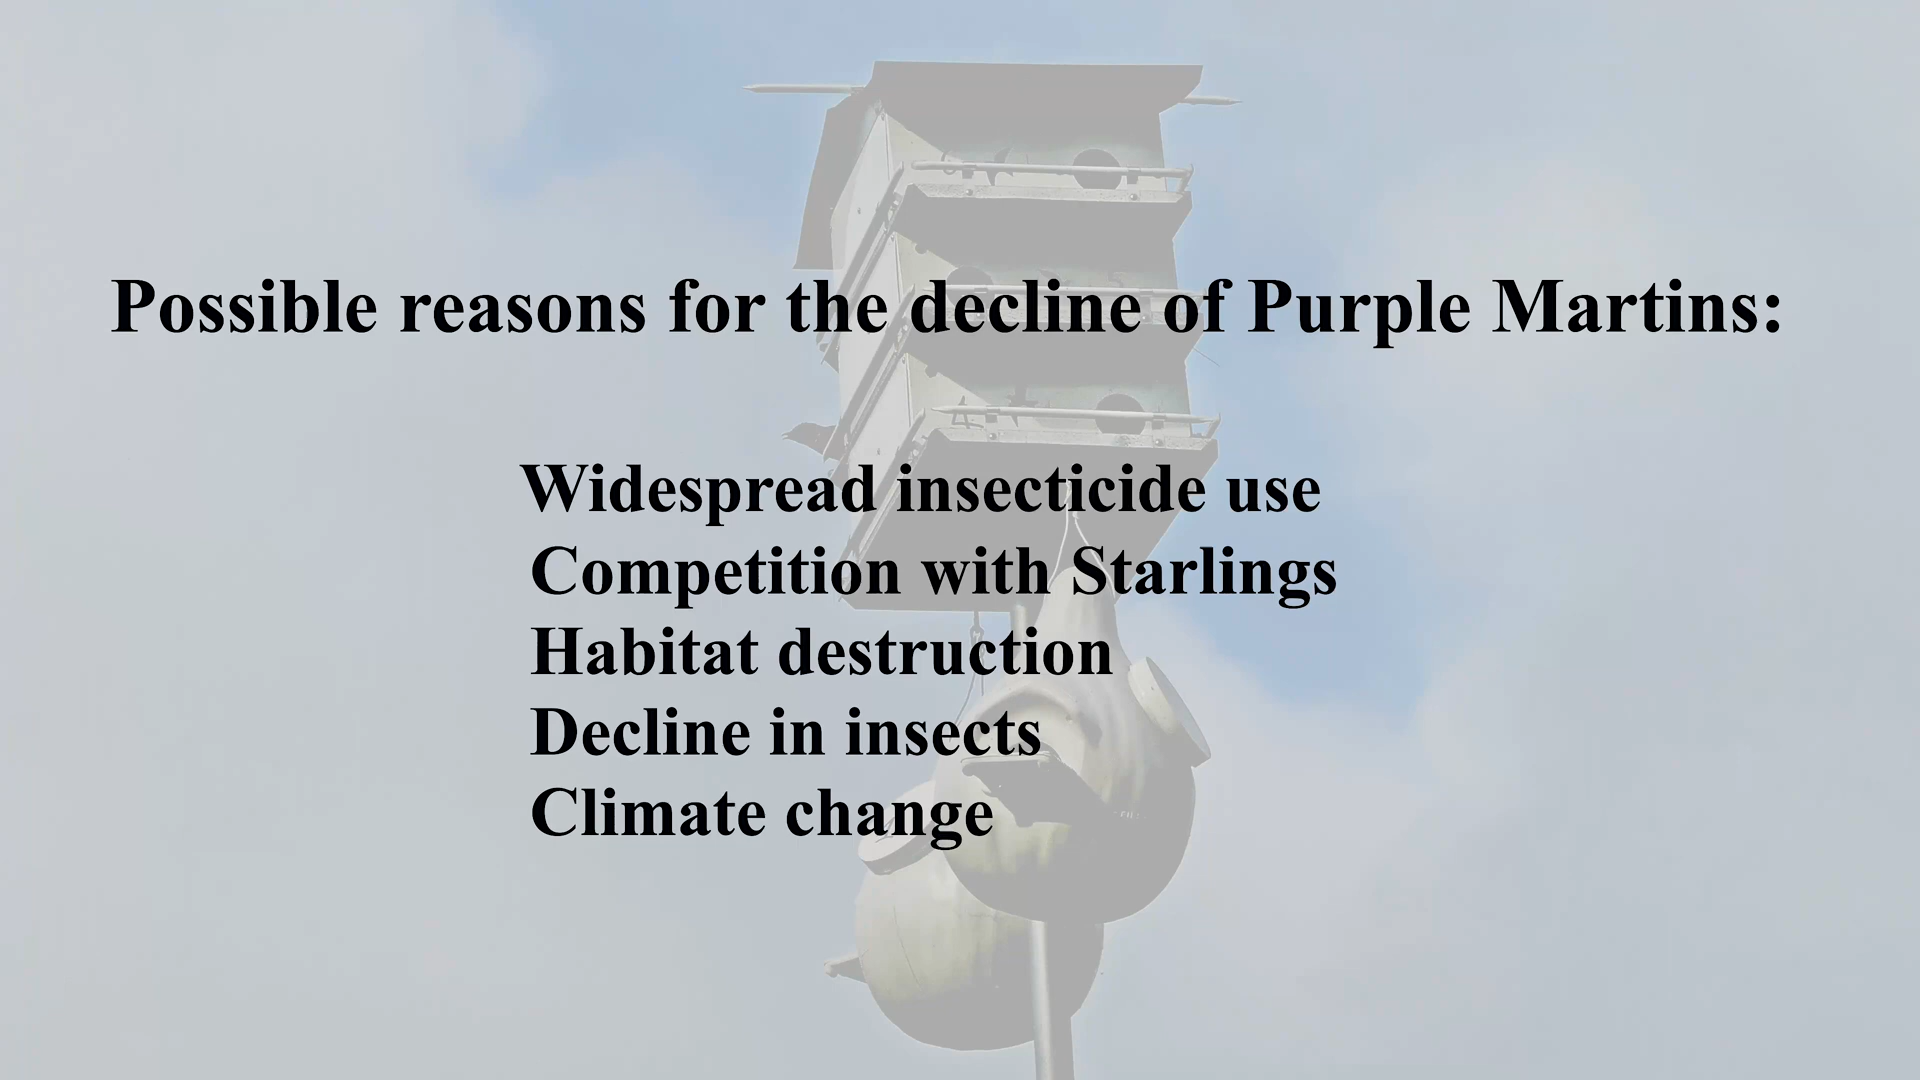 Possible reasons for the decline of Purple Martins:
Widespread insecticide use
Competition with Starlings
Habitat destruction
Decline in insects
Climate change